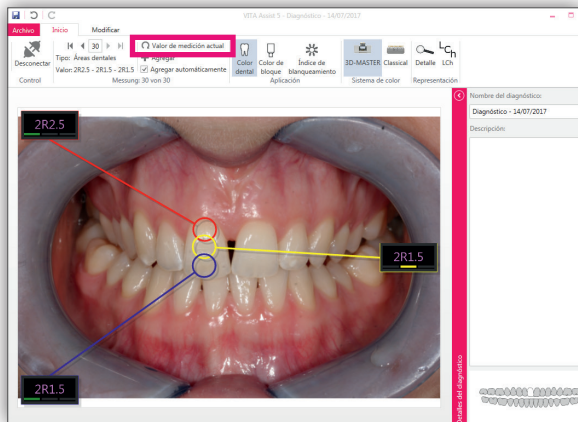 VITA Assist 5 - Diagnóstico - 14/07/2017
Archivo Inicio Modificar
30 Valor de medición actual
Agregar
Desconectar Tipo: Áreas dentales
Valor: 2R2.5 - 2R1.5 - 2R1.5 Agregar automáticamente
Color dental
Color de bloque
Índice de blanqueamiento
3D-MASTER Classical
Detalle LCh
Control Messung: 30 von 30 Aplicación Sistema de color Representación
Nombre del diagnóstico:
Diagnóstico - 14/07/2017
Descripción:
2R2.5
2R1.5
2R1.5
Detalles del diagnóstico